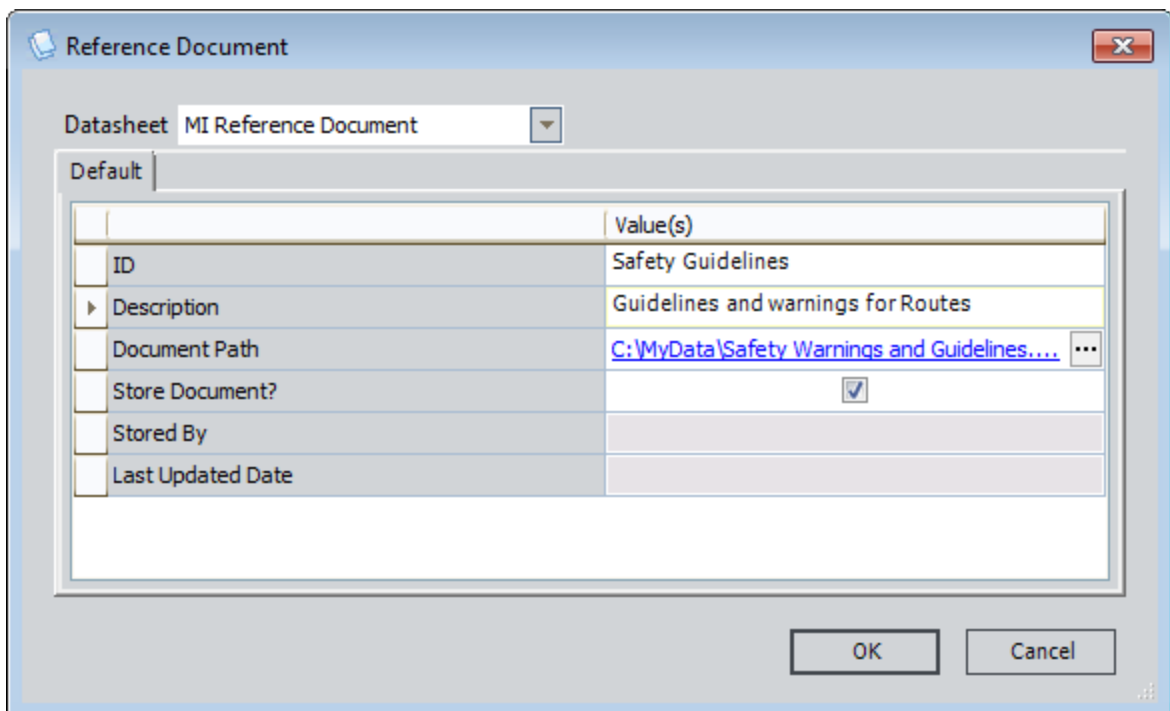 Reference Document
Datasheet MI Reference Document
Default
Value(s)
ID Safety Guidelines
Description Guidelines and warnings for Routes
Document Path C:\MyData\Safety Warnings and Guidelines.... ...
Store Document?
Stored By
Last Updated Date
OK Cancel